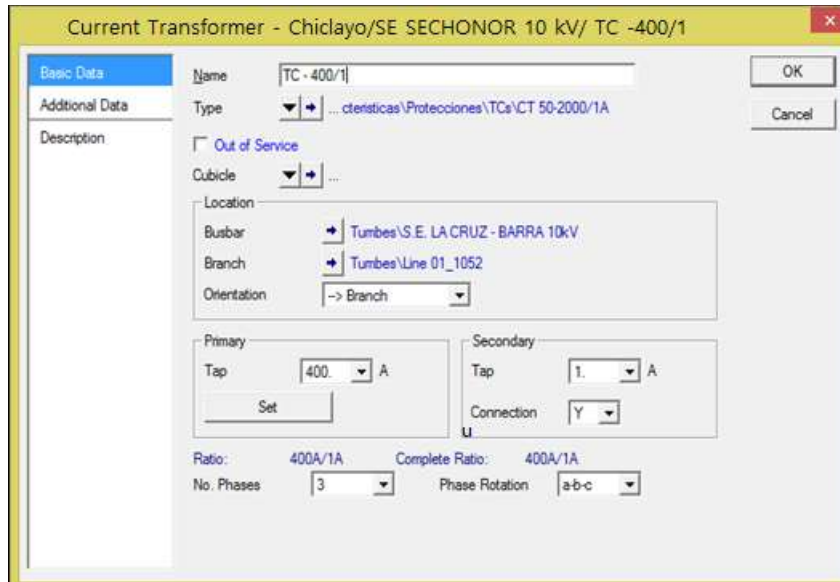 Current Transformer - Chiclayo/SE SECHONOR 10 kV/ TC -400/1
x
Basic Data
Additional Data
Description
Name TC - 400/1
Type ... cteristicas\Protecciones\TCs\CT 50-2000/1A
Out of Service
Cubicle ...
Location
Busbar Tumbes\S.E. LA CRUZ - BARRA 10kV
Branch Tumbes\Line 01_1052
Orientation -> Branch
Primary
Tap 400. A
Set
Secondary
Tap 1. A
Connection Y
u
Ratio: 400A/1A Complete Ratio: 400A/1A
No. Phases 3 Phase Rotation a-b-c
OK
Cancel